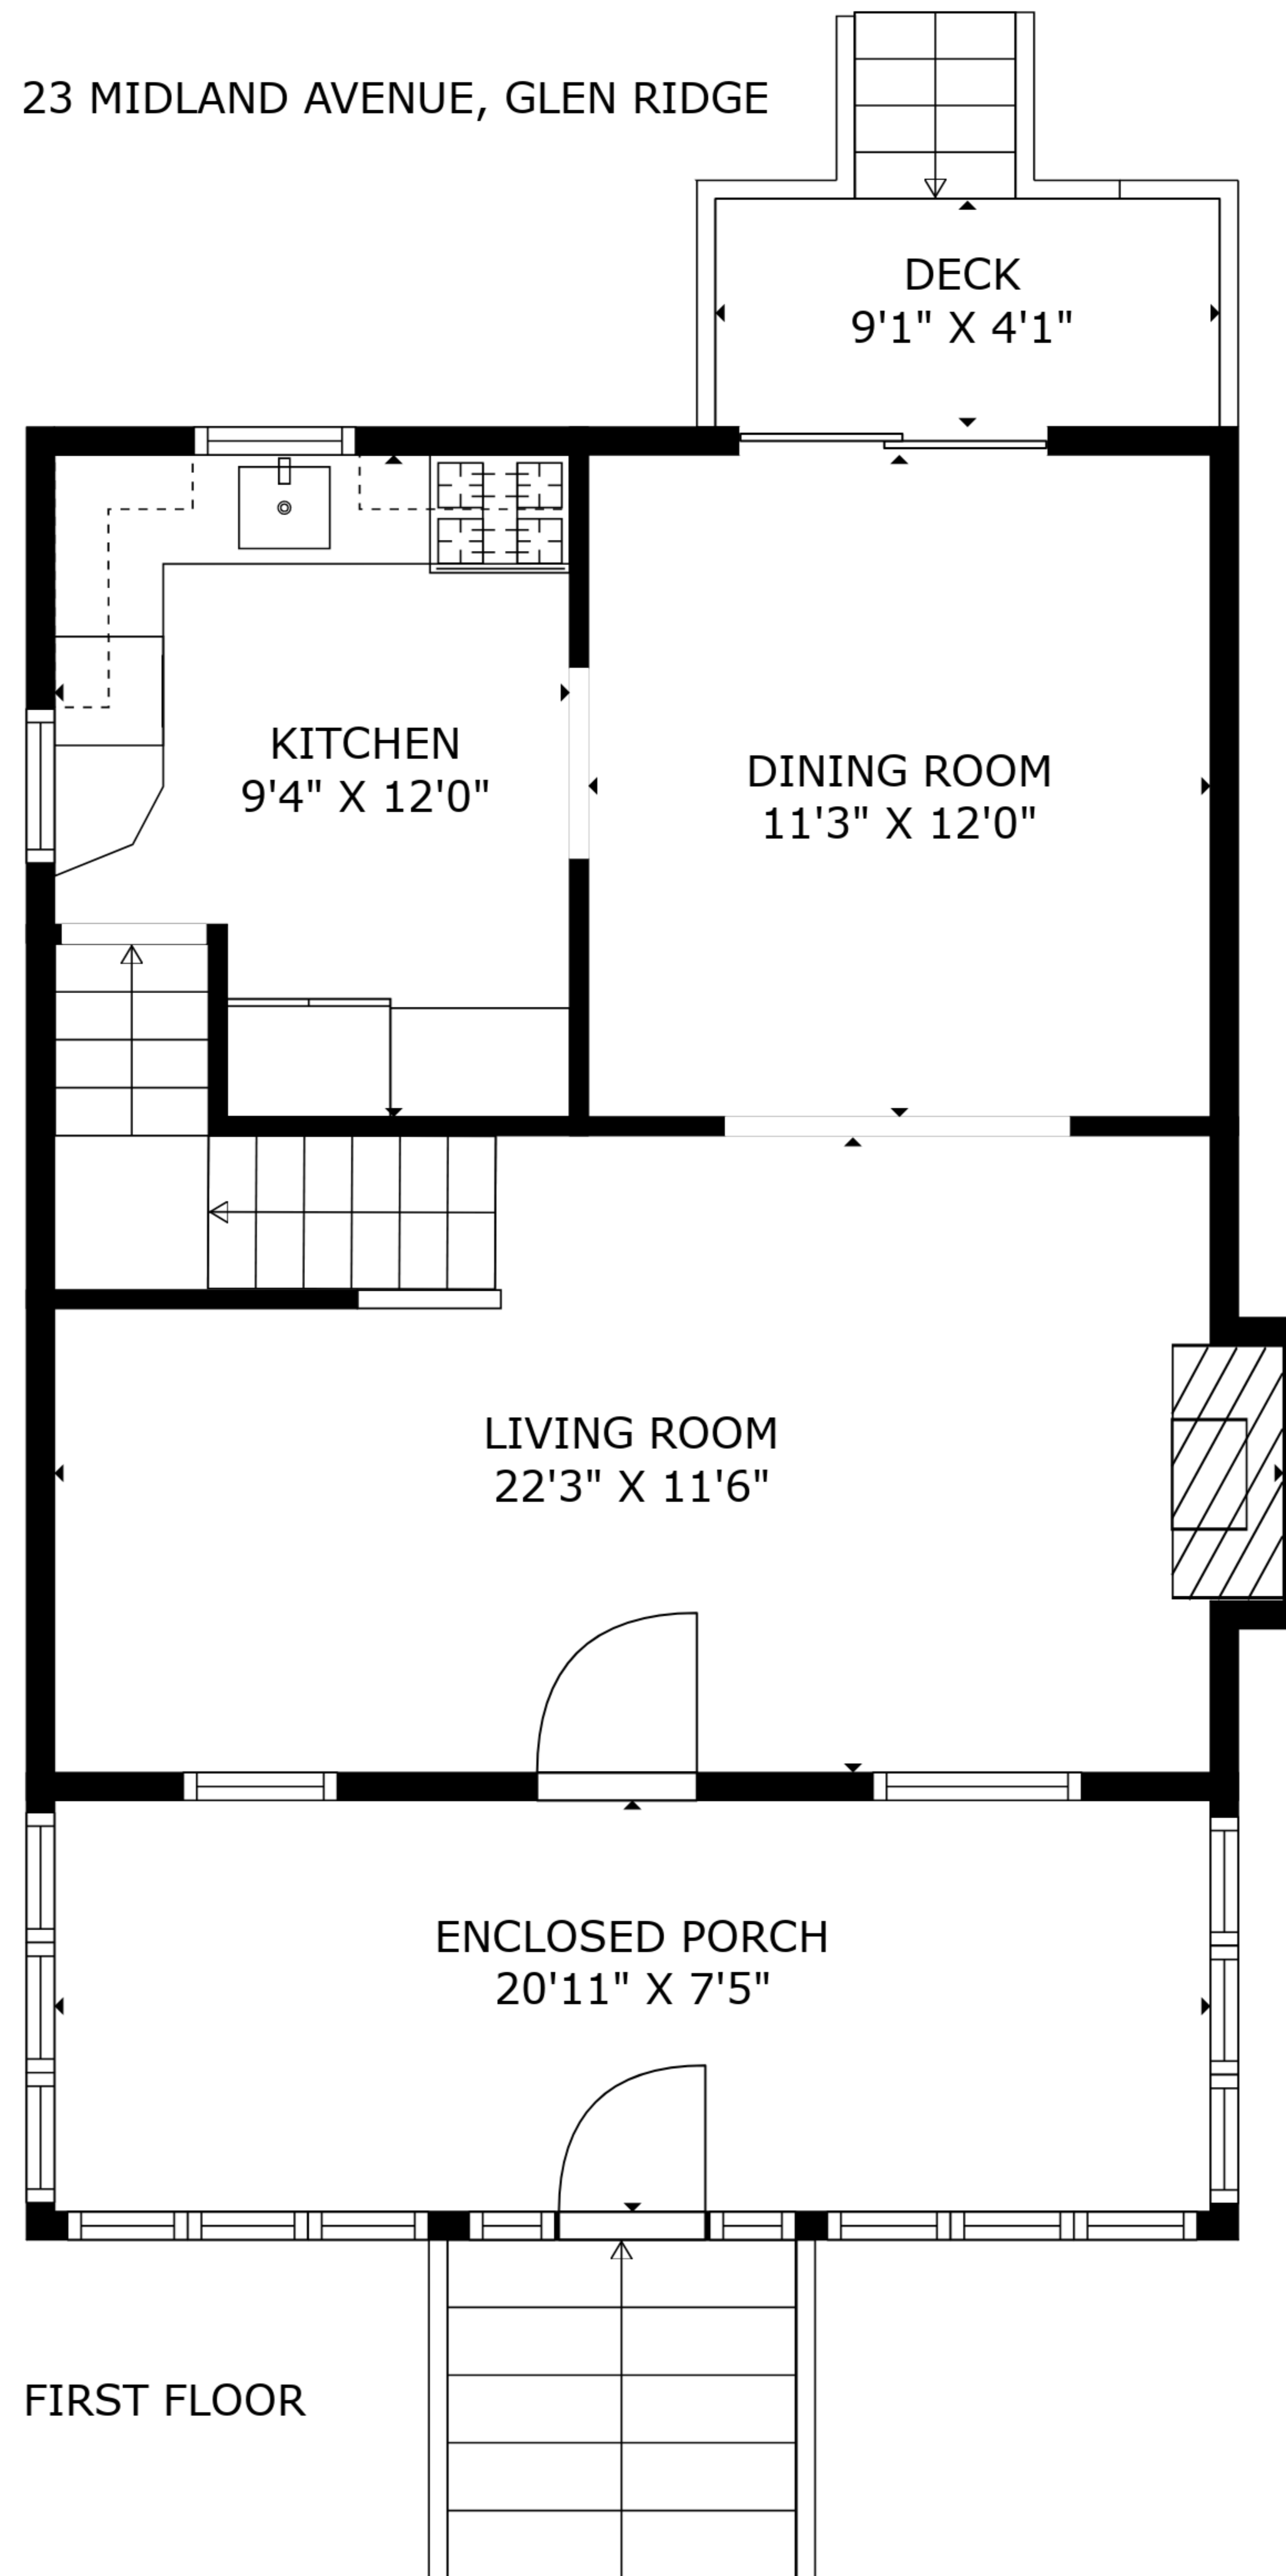 23 MIDLAND AVENUE, GLEN RIDGE
DECK
9'1" X 4'1"
KITCHEN
9'4" X 12'0"
DINING ROOM
11'3" X 12'0"
LIVING ROOM
22'3" X 11'6"
ENCLOSED PORCH
20'11" X 7'5"
FIRST FLOOR